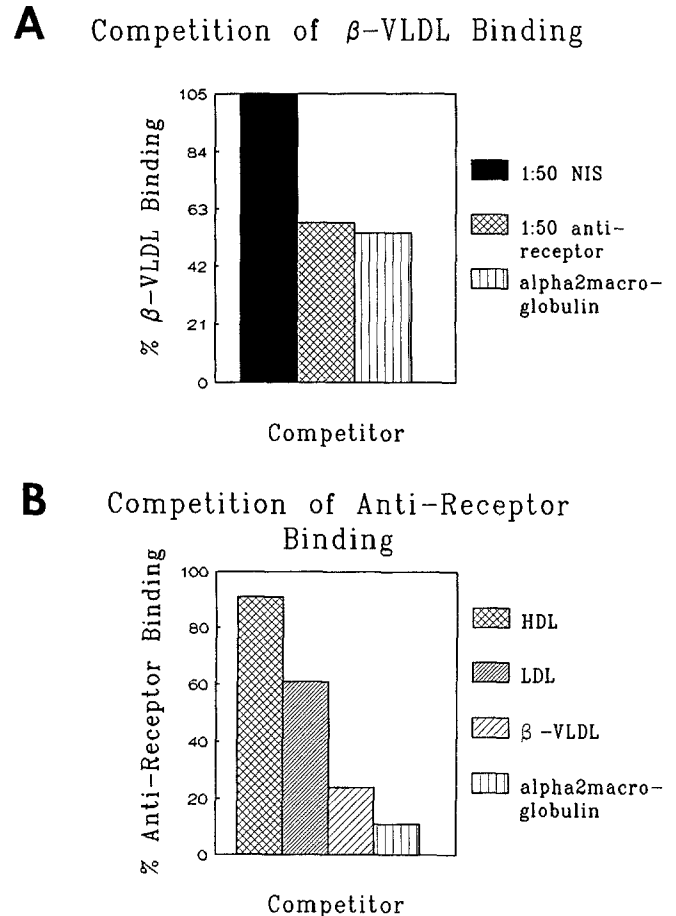 A
Competition of β-VLDL Binding
% β-VLDL Binding
105
84
63
42
21
0
Competitor
1:50 NIS
1:50 anti-
receptor
alpha2macro-
globulin
B
Competition of Anti-Receptor
Binding
% Anti-Receptor Binding
100
80
60
40
20
0
Competitor
HDL
LDL
β-VLDL
alpha2macro-
globulin